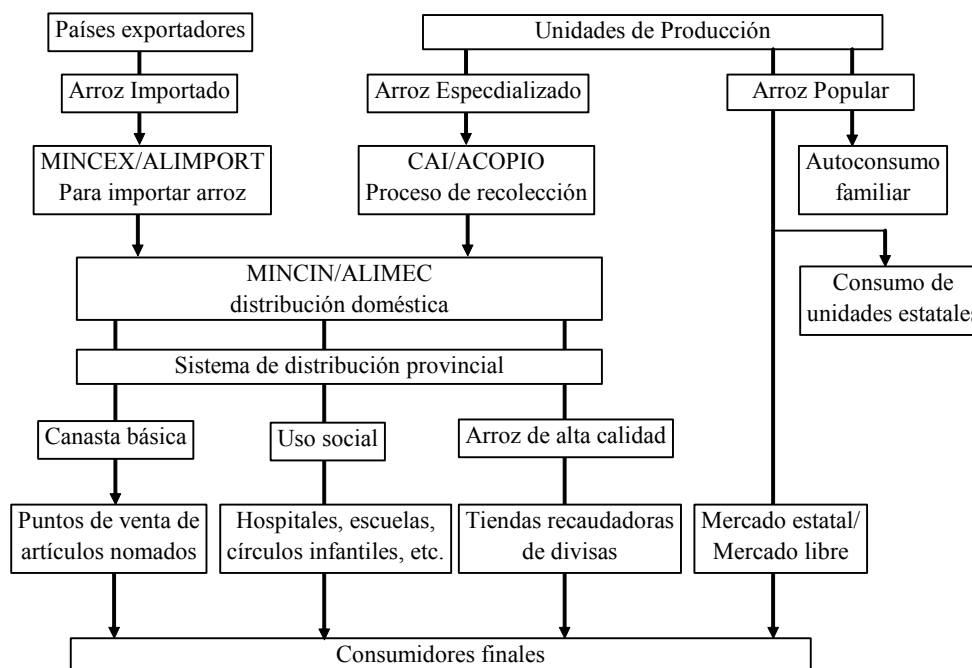 Países exportadores
Unidades de Producción
Arroz Importado
Arroz Especdializado
Arroz Popular
MINCEX/ALIMPORT
Para importar arroz
CAI/ACOPIO
Proceso de recolección
Autoconsumo
familiar
MINCIN/ALIMEC
distribución doméstica
Consumo de
unidades estatales
Sistema de distribución provincial
Canasta básica
Uso social
Arroz de alta calidad
Puntos de venta de
artículos nomados
Hospitales, escuelas,
círculos infantiles, etc.
Tiendas recaudadoras
de divisas
Mercado estatal/
Mercado libre
Consumidores finales